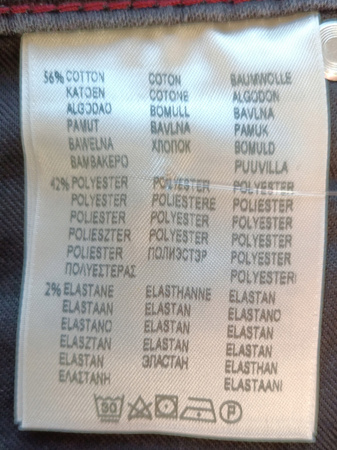 56% COTTON COTON BAUMWOLLE
KATOEN COTONE ALGODON
ALGODAO BOMULL BAVLNA
PAMUT BAVLNA PAMUK
BAWELNA ХЛОПОК BOMULD
BAMBAKEPO PUUVILLA
42% POLYESTER POLYESTER POLYESTER
POLYESTER POLIESTERE POLYESTER
POLIESTER POLYESTER POLYESTER
POLIESZTER POLYESTER POLYESTER
POLIESTER ПОЛИЭСТЭР POLYESTER
ΠΟΛΥΕΣΤΕΡΑΣ POLYESTERI
2% ELASTANE ELASTHANNE ELASTAN
ELASTAAN ELASTAN ELASTANO
ELASTANO ELASTAN ELASTAN
ELASZTAN ELASTAN ELASTAN
ELASTAN ЭЛАСТАН ELASTHAN
ΕΛΑΣΤΑΝΗ ELASTAANI
30 P